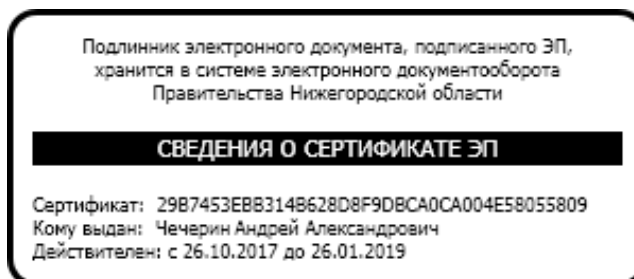 Подлинник электронного документа, подписанного ЭП,
хранится в системе электронного документооборота
Правительства Нижегородской области
СВЕДЕНИЯ О СЕРТИФИКАТЕ ЭП
Сертификат: 29B7453EBB314B628D8F9DBCA0CA004E58055809
Кому выдан: Чечерин Андрей Александрович
Действителен: с 26.10.2017 до 26.01.2019